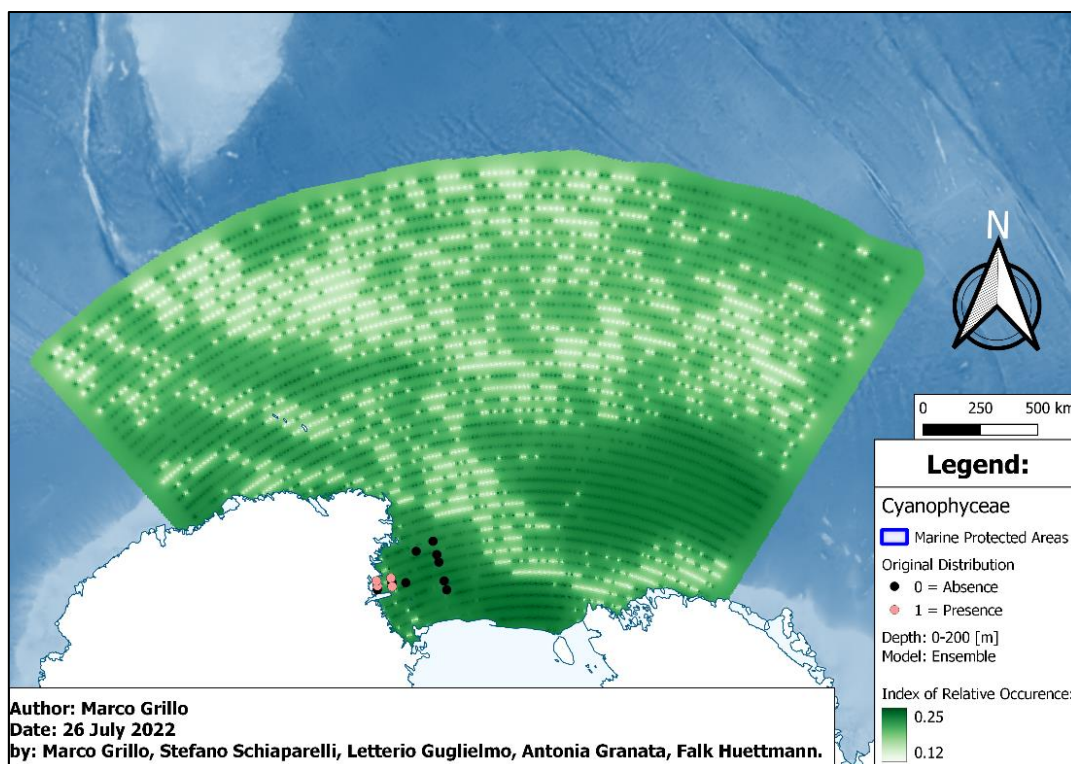 N
0 250 500 km
Legend:
Cyanophyceae
Marine Protected Areas
Original Distribution
0 = Absence
1 = Presence
Depth: 0-200 [m]
Model: Ensemble
Index of Relative Occurence:
0.25
0.12
Author: Marco Grillo
Date: 26 July 2022
by: Marco Grillo, Stefano Schiaparelli, Letterio Guglielmo, Antonia Granata, Falk Huettmann.